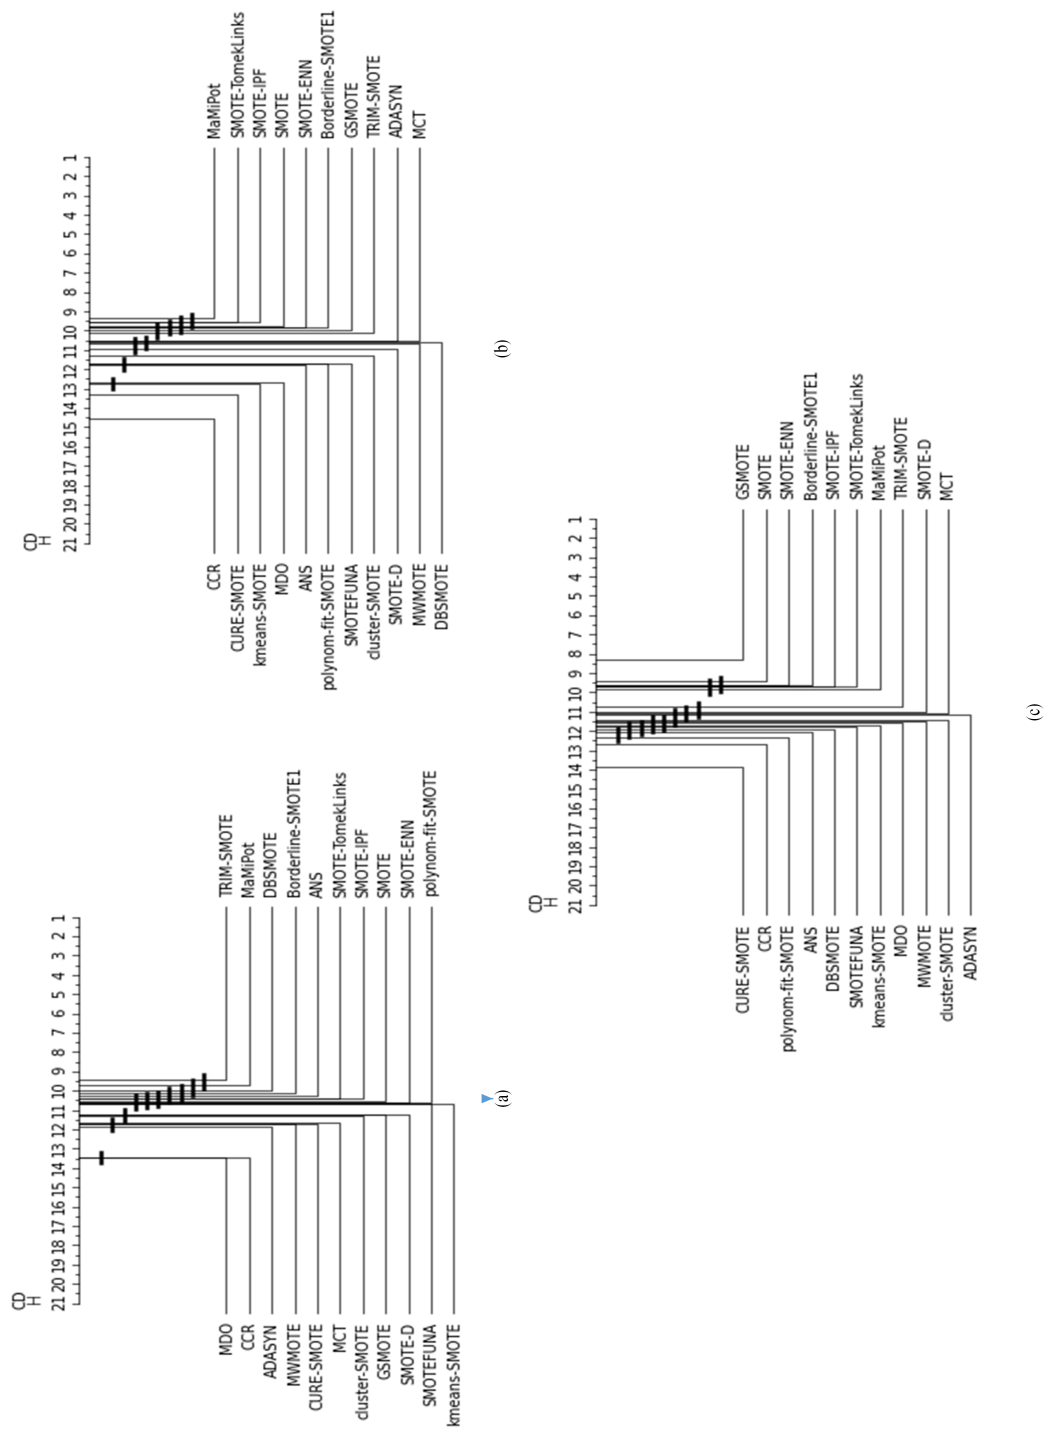 CD
21 20 19 18 17 16 15 14 13 12 11 10 9 8 7 6 5 4 3 2 1
MDO
CCR
ADASYN
MWMOTE
CURE-SMOTE
MCT
cluster-SMOTE
GSMOTE
SMOTE-D
SMOTEFUNA
kmeans-SMOTE
TRIM-SMOTE
MaMiPot
DBSMOTE
Borderline-SMOTE1
ANS
SMOTE-TomekLinks
SMOTE-IPF
SMOTE
SMOTE-ENN
polynom-fit-SMOTE
(a)
CD
21 20 19 18 17 16 15 14 13 12 11 10 9 8 7 6 5 4 3 2 1
CCR
CURE-SMOTE
kmeans-SMOTE
MDO
ANS
polynom-fit-SMOTE
SMOTEFUNA
cluster-SMOTE
SMOTE-D
MWMOTE
DBSMOTE
MaMiPot
SMOTE-TomekLinks
SMOTE-IPF
SMOTE
SMOTE-ENN
Borderline-SMOTE1
GSMOTE
TRIM-SMOTE
ADASYN
MCT
(b)
CD
21 20 19 18 17 16 15 14 13 12 11 10 9 8 7 6 5 4 3 2 1
CURE-SMOTE
CCR
polynom-fit-SMOTE
ANS
DBSMOTE
SMOTEFUNA
kmeans-SMOTE
MDO
MWMOTE
cluster-SMOTE
ADASYN
GSMOTE
SMOTE
SMOTE-ENN
Borderline-SMOTE1
SMOTE-IPF
SMOTE-TomekLinks
MaMiPot
TRIM-SMOTE
SMOTE-D
MCT
(c)